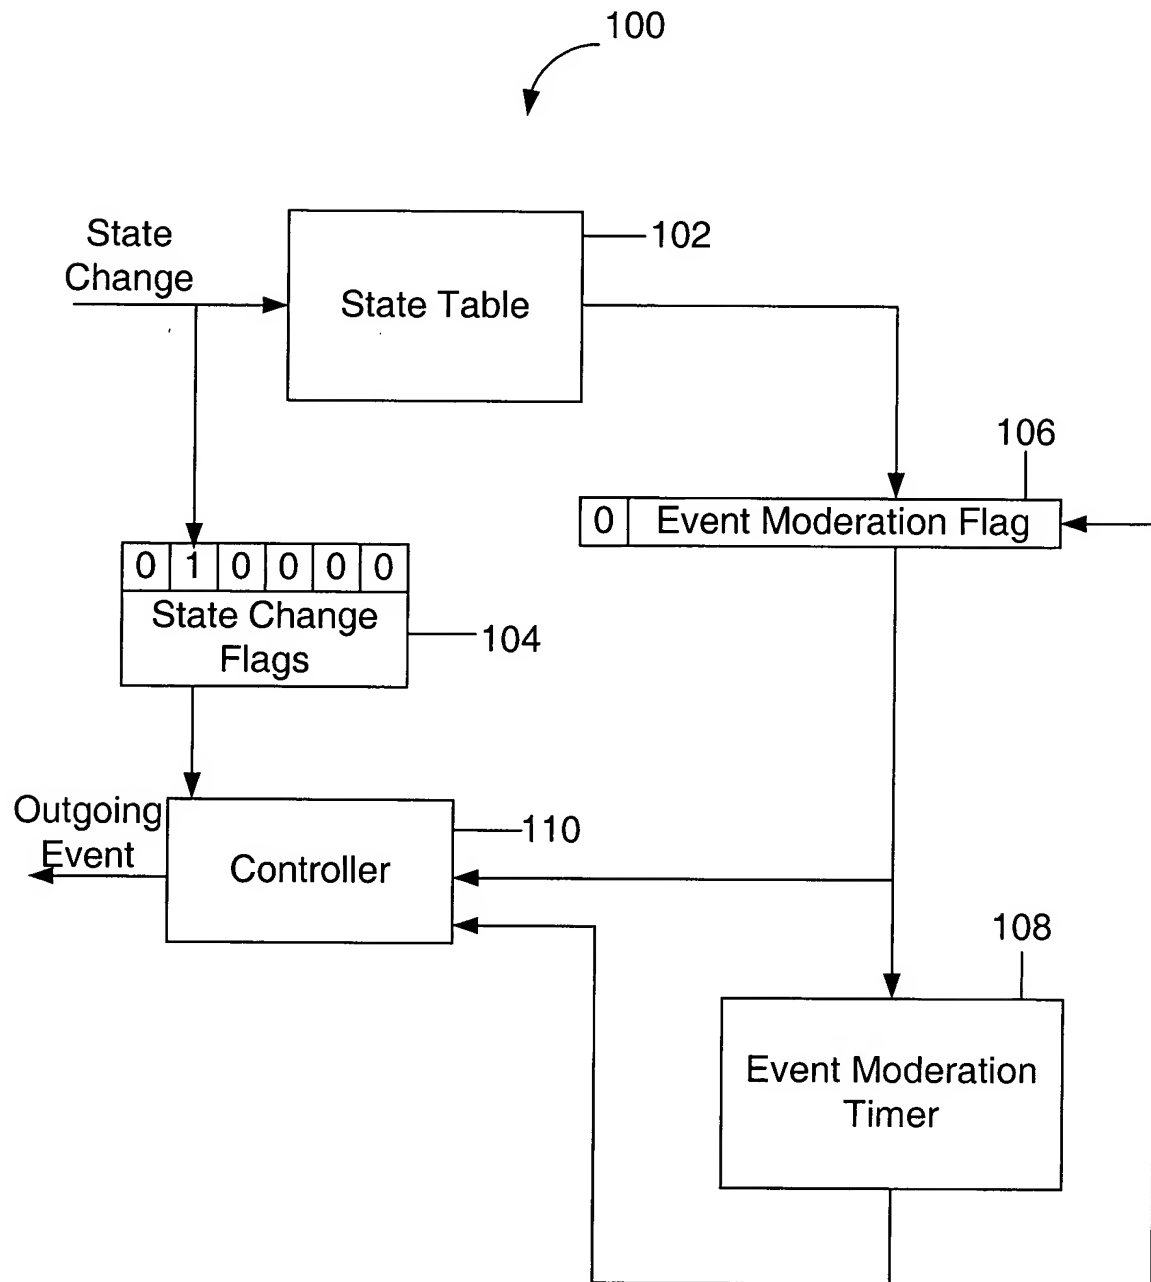 100
State
Change
State Table
102
106
0 Event Moderation Flag
0 1 0 0 0 0
State Change
Flags
104
Outgoing
Event
Controller
110
108
Event Moderation
Timer